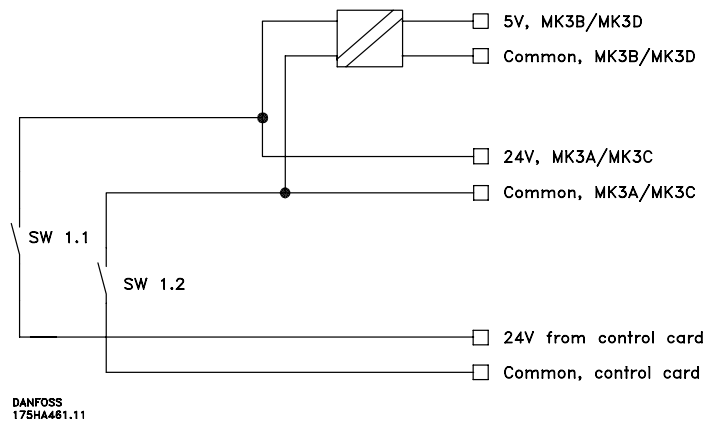 5V, MK3B/MK3D
Common, MK3B/MK3D
24V, MK3A/MK3C
Common, MK3A/MK3C
SW 1.1
SW 1.2
24V from control card
Common, control card
DANFOSS
175HA461.11